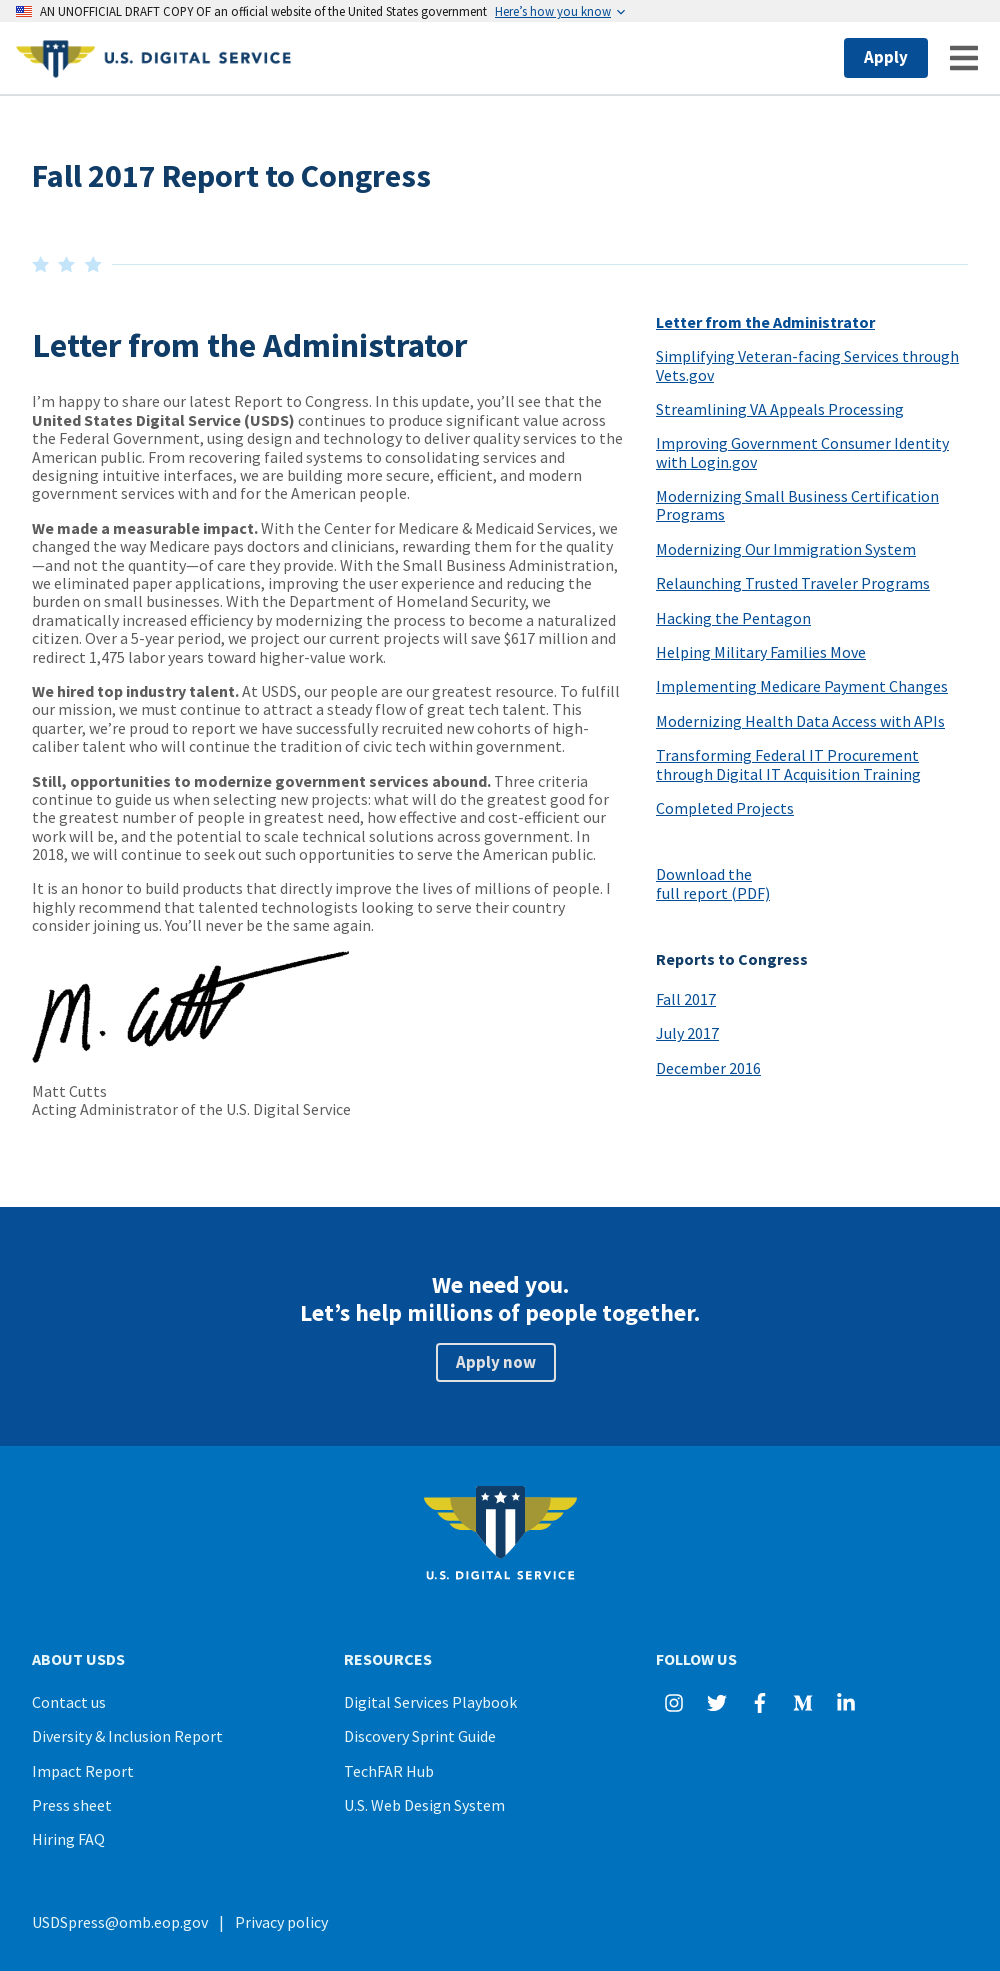 AN UNOFFICIAL DRAFT COPY OF an official website of the United States government Here’s how you know
U.S. DIGITAL SERVICE
Apply
Fall 2017 Report to Congress
Letter from the Administrator
I’m happy to share our latest Report to Congress. In this update, you’ll see that the
United States Digital Service (USDS) continues to produce significant value across
the Federal Government, using design and technology to deliver quality services to the
American public. From recovering failed systems to consolidating services and
designing intuitive interfaces, we are building more secure, efficient, and modern
government services with and for the American people.
We made a measurable impact. With the Center for Medicare & Medicaid Services, we
changed the way Medicare pays doctors and clinicians, rewarding them for the quality
—and not the quantity—of care they provide. With the Small Business Administration,
we eliminated paper applications, improving the user experience and reducing the
burden on small businesses. With the Department of Homeland Security, we
dramatically increased efficiency by modernizing the process to become a naturalized
citizen. Over a 5-year period, we project our current projects will save $617 million and
redirect 1,475 labor years toward higher-value work.
We hired top industry talent. At USDS, our people are our greatest resource. To fulfill
our mission, we must continue to attract a steady flow of great tech talent. This
quarter, we’re proud to report we have successfully recruited new cohorts of high-
caliber talent who will continue the tradition of civic tech within government.
Still, opportunities to modernize government services abound. Three criteria
continue to guide us when selecting new projects: what will do the greatest good for
the greatest number of people in greatest need, how effective and cost-efficient our
work will be, and the potential to scale technical solutions across government. In
2018, we will continue to seek out such opportunities to serve the American public.
It is an honor to build products that directly improve the lives of millions of people. I
highly recommend that talented technologists looking to serve their country
consider joining us. You’ll never be the same again.
M. Cutts
Matt Cutts
Acting Administrator of the U.S. Digital Service
Letter from the Administrator
Simplifying Veteran-facing Services through
Vets.gov
Streamlining VA Appeals Processing
Improving Government Consumer Identity
with Login.gov
Modernizing Small Business Certification
Programs
Modernizing Our Immigration System
Relaunching Trusted Traveler Programs
Hacking the Pentagon
Helping Military Families Move
Implementing Medicare Payment Changes
Modernizing Health Data Access with APIs
Transforming Federal IT Procurement
through Digital IT Acquisition Training
Completed Projects
Download the
full report (PDF)
Reports to Congress
Fall 2017
July 2017
December 2016
We need you.
Let’s help millions of people together.
Apply now
U.S. DIGITAL SERVICE
ABOUT USDS
Contact us
Diversity & Inclusion Report
Impact Report
Press sheet
Hiring FAQ
RESOURCES
Digital Services Playbook
Discovery Sprint Guide
TechFAR Hub
U.S. Web Design System
FOLLOW US
USDSpress@omb.eop.gov | Privacy policy